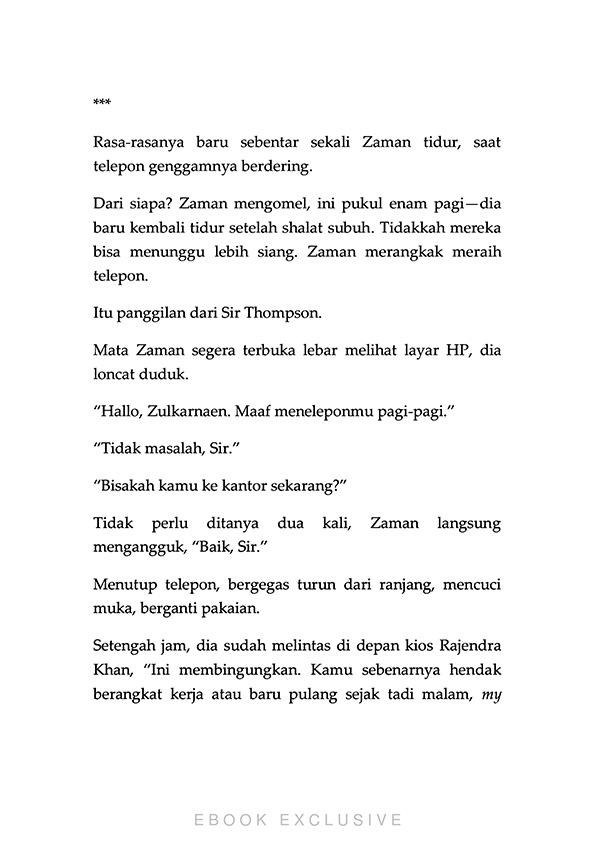 ***
Rasa-rasanya baru sebentar sekali Zaman tidur, saat
telepon genggamnya berdering.
Dari siapa? Zaman mengomel, ini pukul enam pagi—dia
baru kembali tidur setelah shalat subuh. Tidakkah mereka
bisa menunggu lebih siang. Zaman merangkak meraih
telepon.
Itu panggilan dari Sir Thompson.
Mata Zaman segera terbuka lebar melihat layar HP, dia
loncat duduk.
“Hallo, Zulkarnaen. Maaf meneleponmu pagi-pagi.”
“Tidak masalah, Sir.”
“Bisakah kamu ke kantor sekarang?”
Tidak perlu ditanya dua kali, Zaman langsung
mengangguk, “Baik, Sir.”
Menutup telepon, bergegas turun dari ranjang, mencuci
muka, berganti pakaian.
Setengah jam, dia sudah melintas di depan kios Rajendra
Khan, “Ini membingungkan. Kamu sebenarnya hendak
berangkat kerja atau baru pulang sejak tadi malam, my
EBOOK EXCLUSIVE